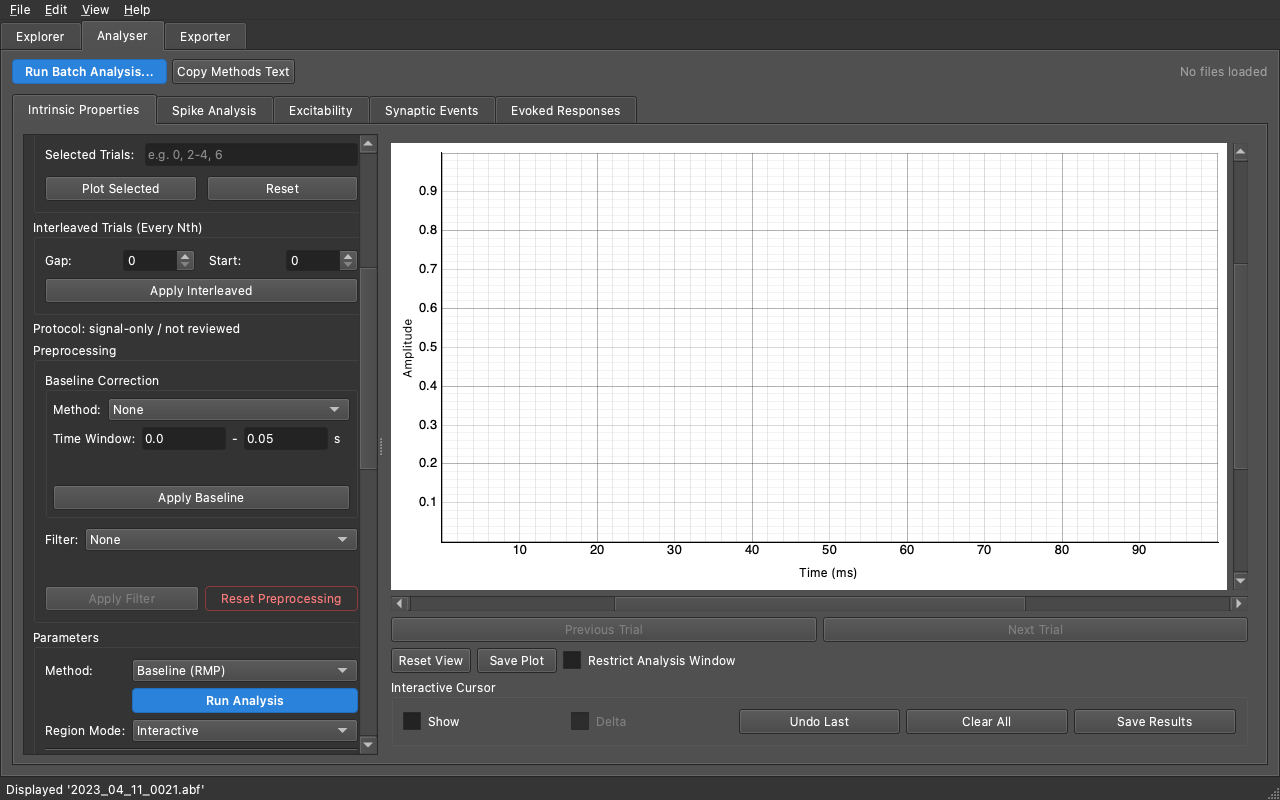 File Edit View Help
Explorer Analyser Exporter
Run Batch Analysis... Copy Methods Text No files loaded
Intrinsic Properties Spike Analysis Excitability Synaptic Events Evoked Responses
Selected Trials: e.g. 0, 2-4, 6
Plot Selected Reset
Interleaved Trials (Every Nth)
Gap: 0 Start: 0
Apply Interleaved
Protocol: signal-only / not reviewed
Preprocessing
Baseline Correction
Method: None
Time Window: 0.0 - 0.05 s
Apply Baseline
Filter: None
Apply Filter Reset Preprocessing
Parameters
Method: Baseline (RMP)
Run Analysis
Region Mode: Interactive
Amplitude
0.9
0.8
0.7
0.6
0.5
0.4
0.3
0.2
0.1
10 20 30 40 50 60 70 80 90
Time (ms)
Previous Trial Next Trial
Reset View Save Plot Restrict Analysis Window
Interactive Cursor
Show Delta Undo Last Clear All Save Results
Displayed '2023_04_11_0021.abf'